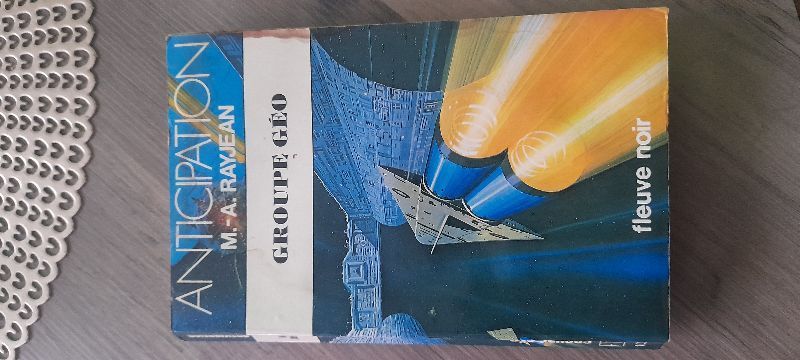 ANTICIPATION
M.-A. RAYJEAN
GROUPE GÉO
fleuve noir